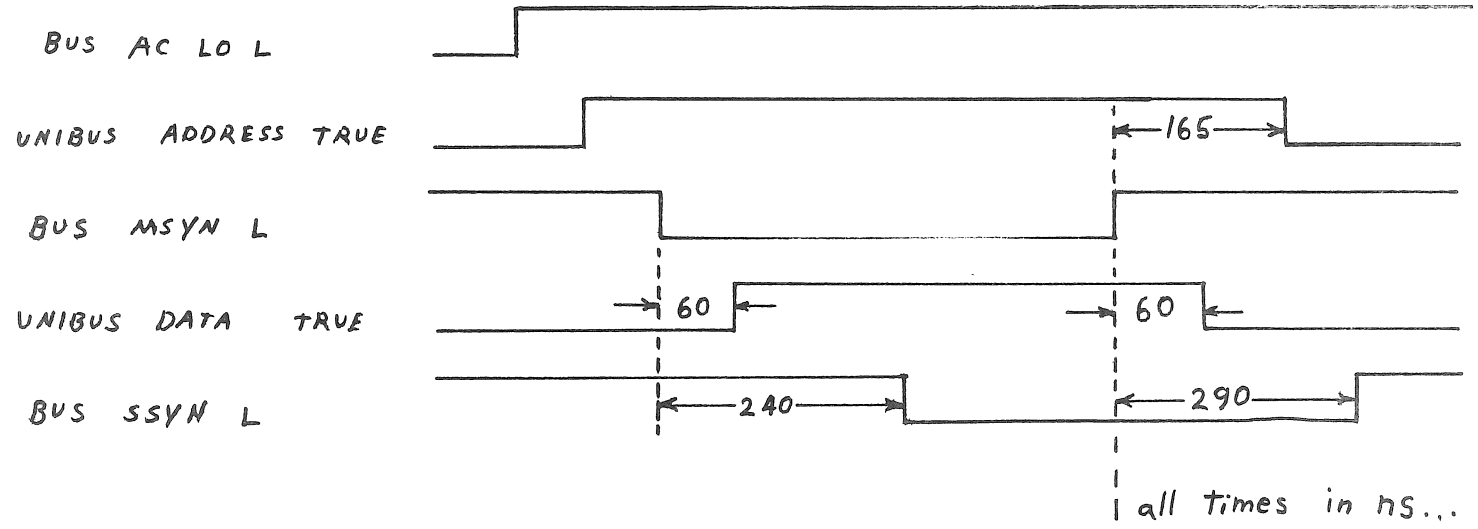 BUS AC LO L
UNIBUS ADDRESS TRUE
165
BUS MSYN L
60
60
UNIBUS DATA TRUE
240
290
BUS SSYN L
all times in ns...